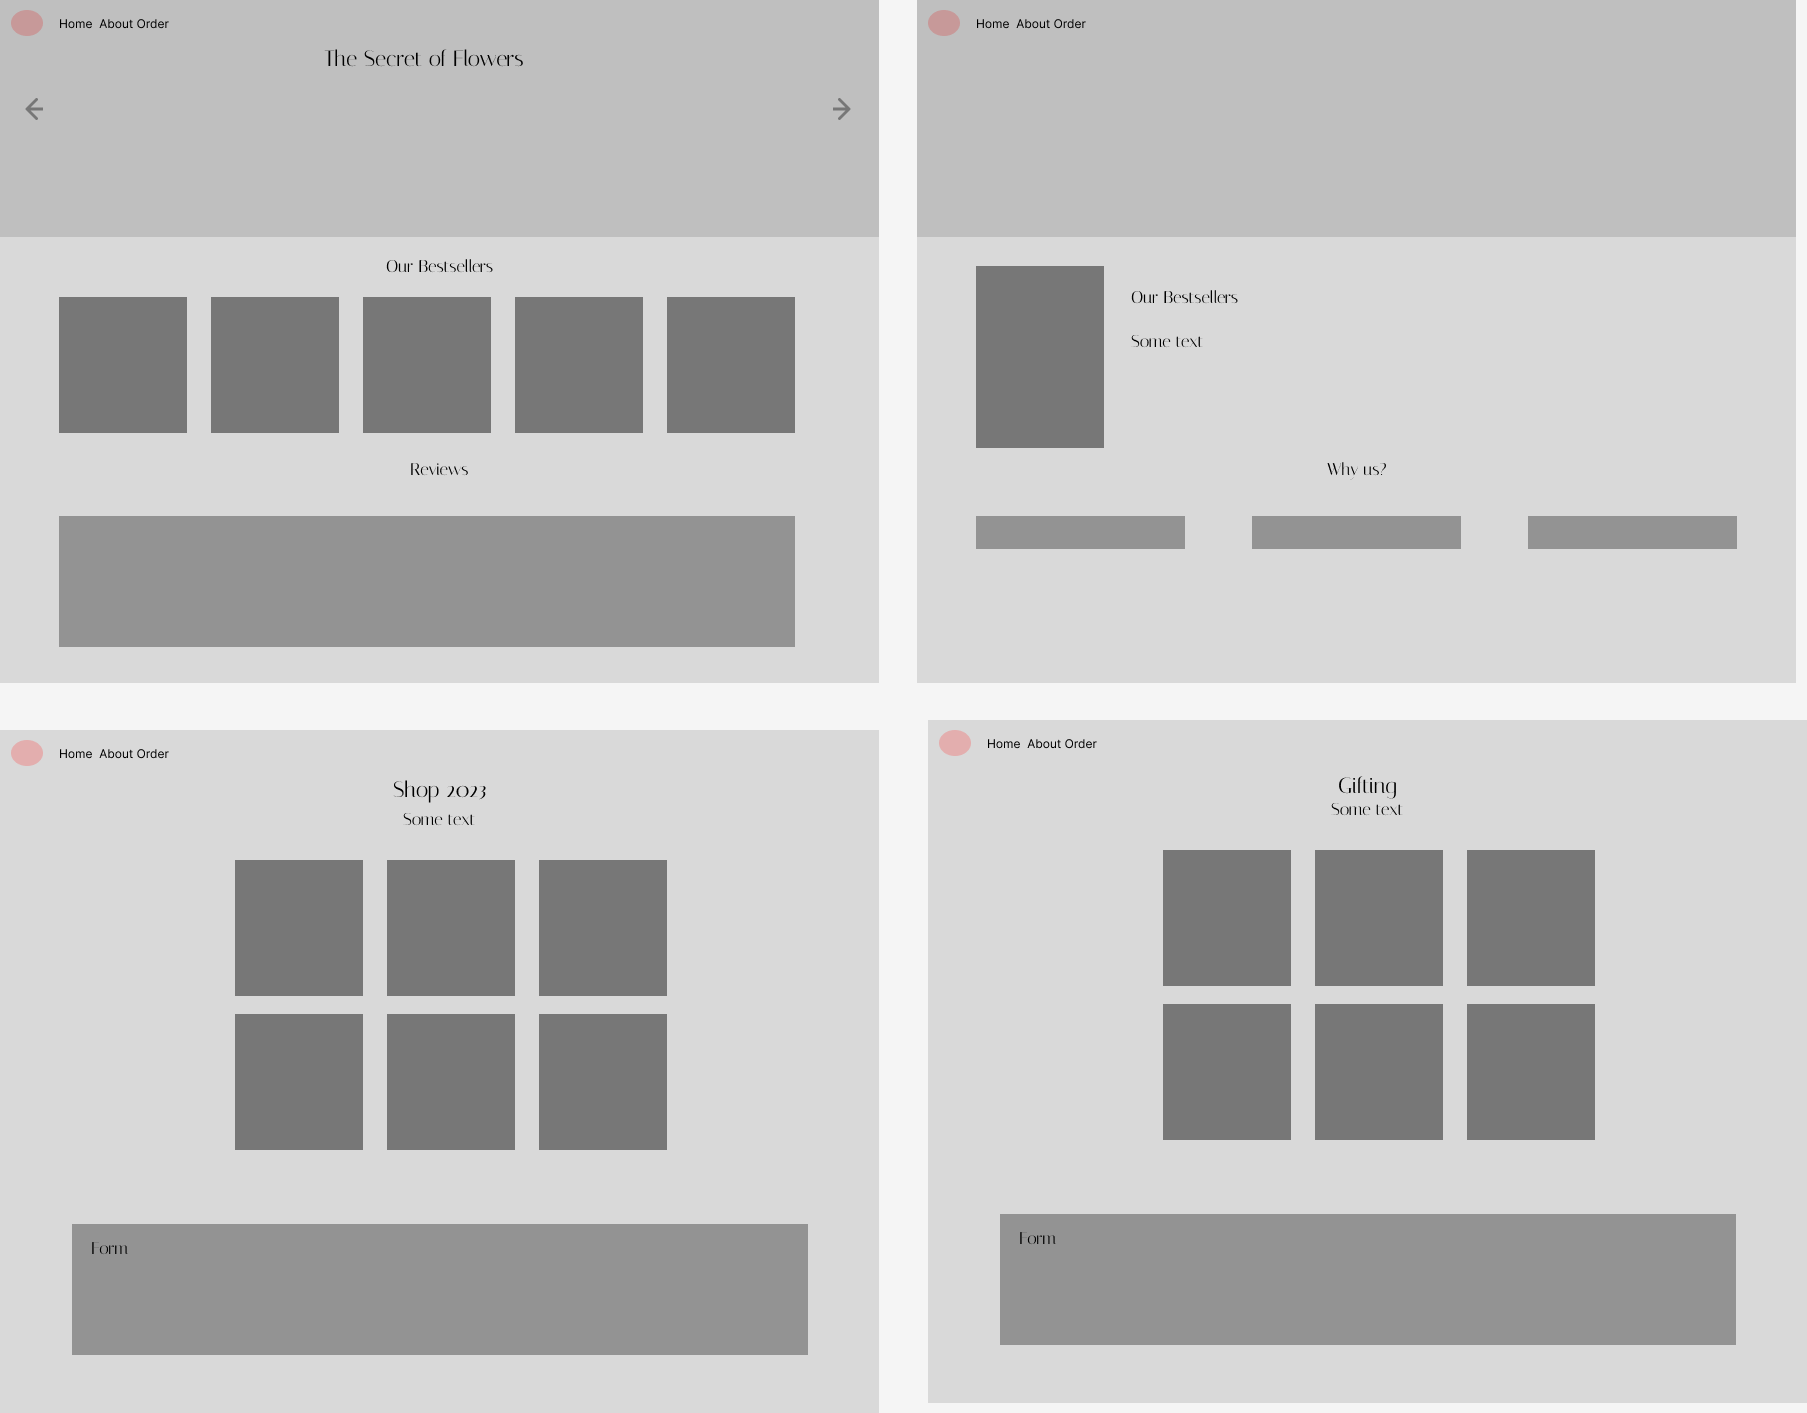 Home About Order
The Secret of Flowers
Our Bestsellers
Reviews
Home About Order
Our Bestsellers
Some text
Why us?
Home About Order
Shop 2023
Some text
Form
Home About Order
Gifting
Some text
Form